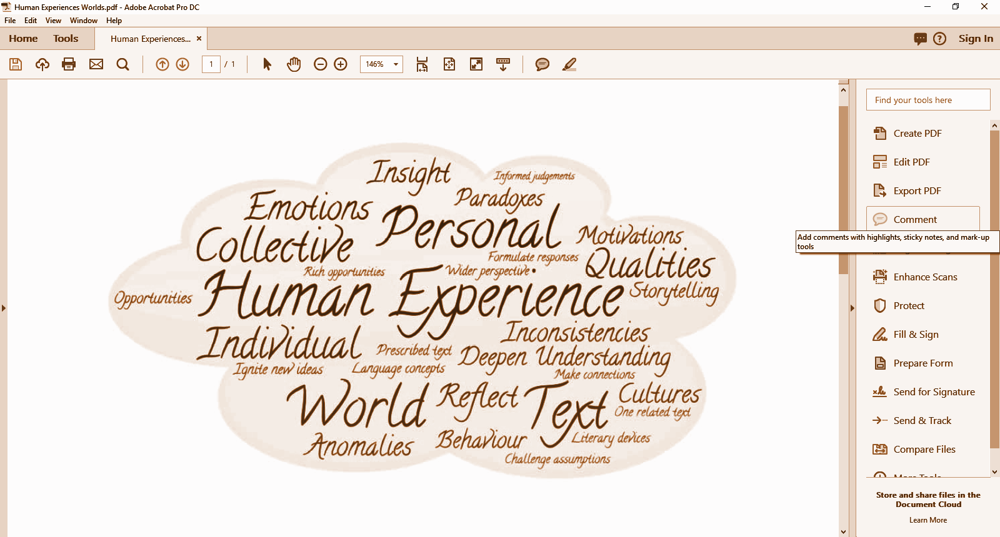 Human Experiences Worlds.pdf - Adobe Acrobat Pro DC
File Edit View Window Help
Home Tools Human Experiences... × Sign In
1 / 1 146%
Find your tools here
Create PDF
Edit PDF
Export PDF
Comment
Add comments with highlights, sticky notes, and mark-up
tools
Enhance Scans
Protect
Fill & Sign
Prepare Form
Send for Signature
Send & Track
Compare Files
More Tools
Store and share files in the
Document Cloud
Learn More
Insight
Informed judgements
Emotions
Paradoxes
Personal
Collective
Motivations
Formulate responses
Qualities
Rich opportunities
Wider perspective
Opportunities
Human Experience
Storytelling
Individual
Inconsistencies
Prescribed text
Deepen Understanding
Ignite new ideas
Language concepts
Make connections
World
Reflect
Text
Cultures
One related text
Anomalies
Behaviour
Literary devices
Challenge assumptions